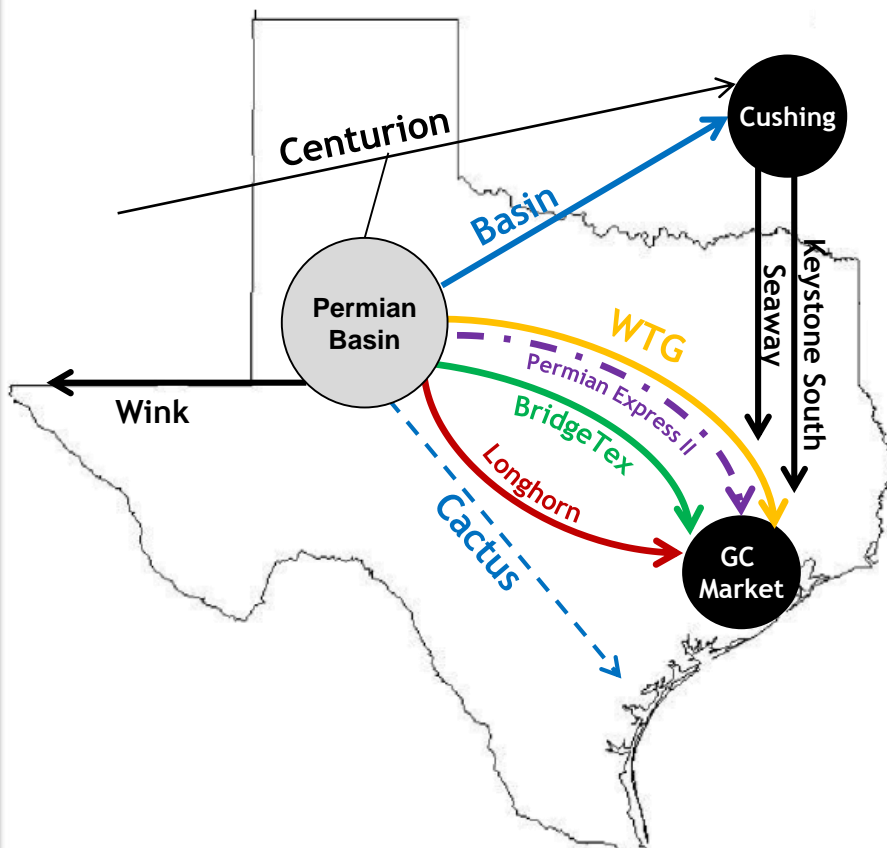 Centurion
Cushing
Basin
Permian
Basin
Keystone South
Seaway
WTG
Permian Express II
BridgeTex
Wink
Longhorn
Cactus
GC
Market